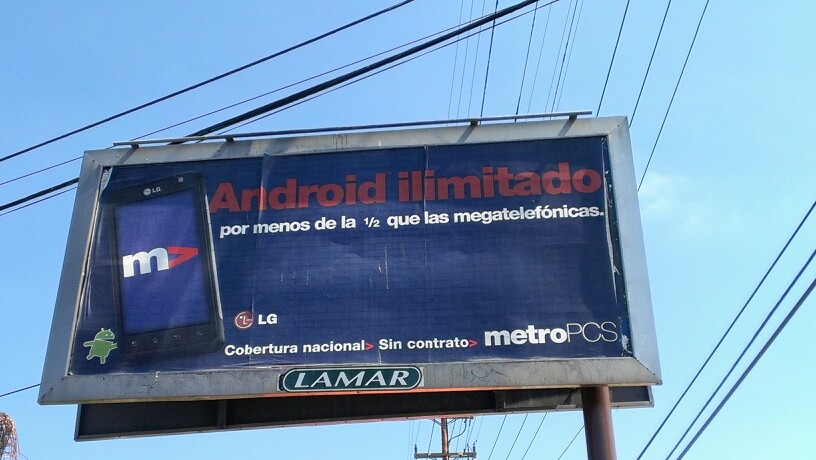 LG
Android ilimitado
por menos de la 1/2 que las megatelefónicas.
m>
LG
Cobertura nacional> Sin contrato> metroPCS
LAMAR